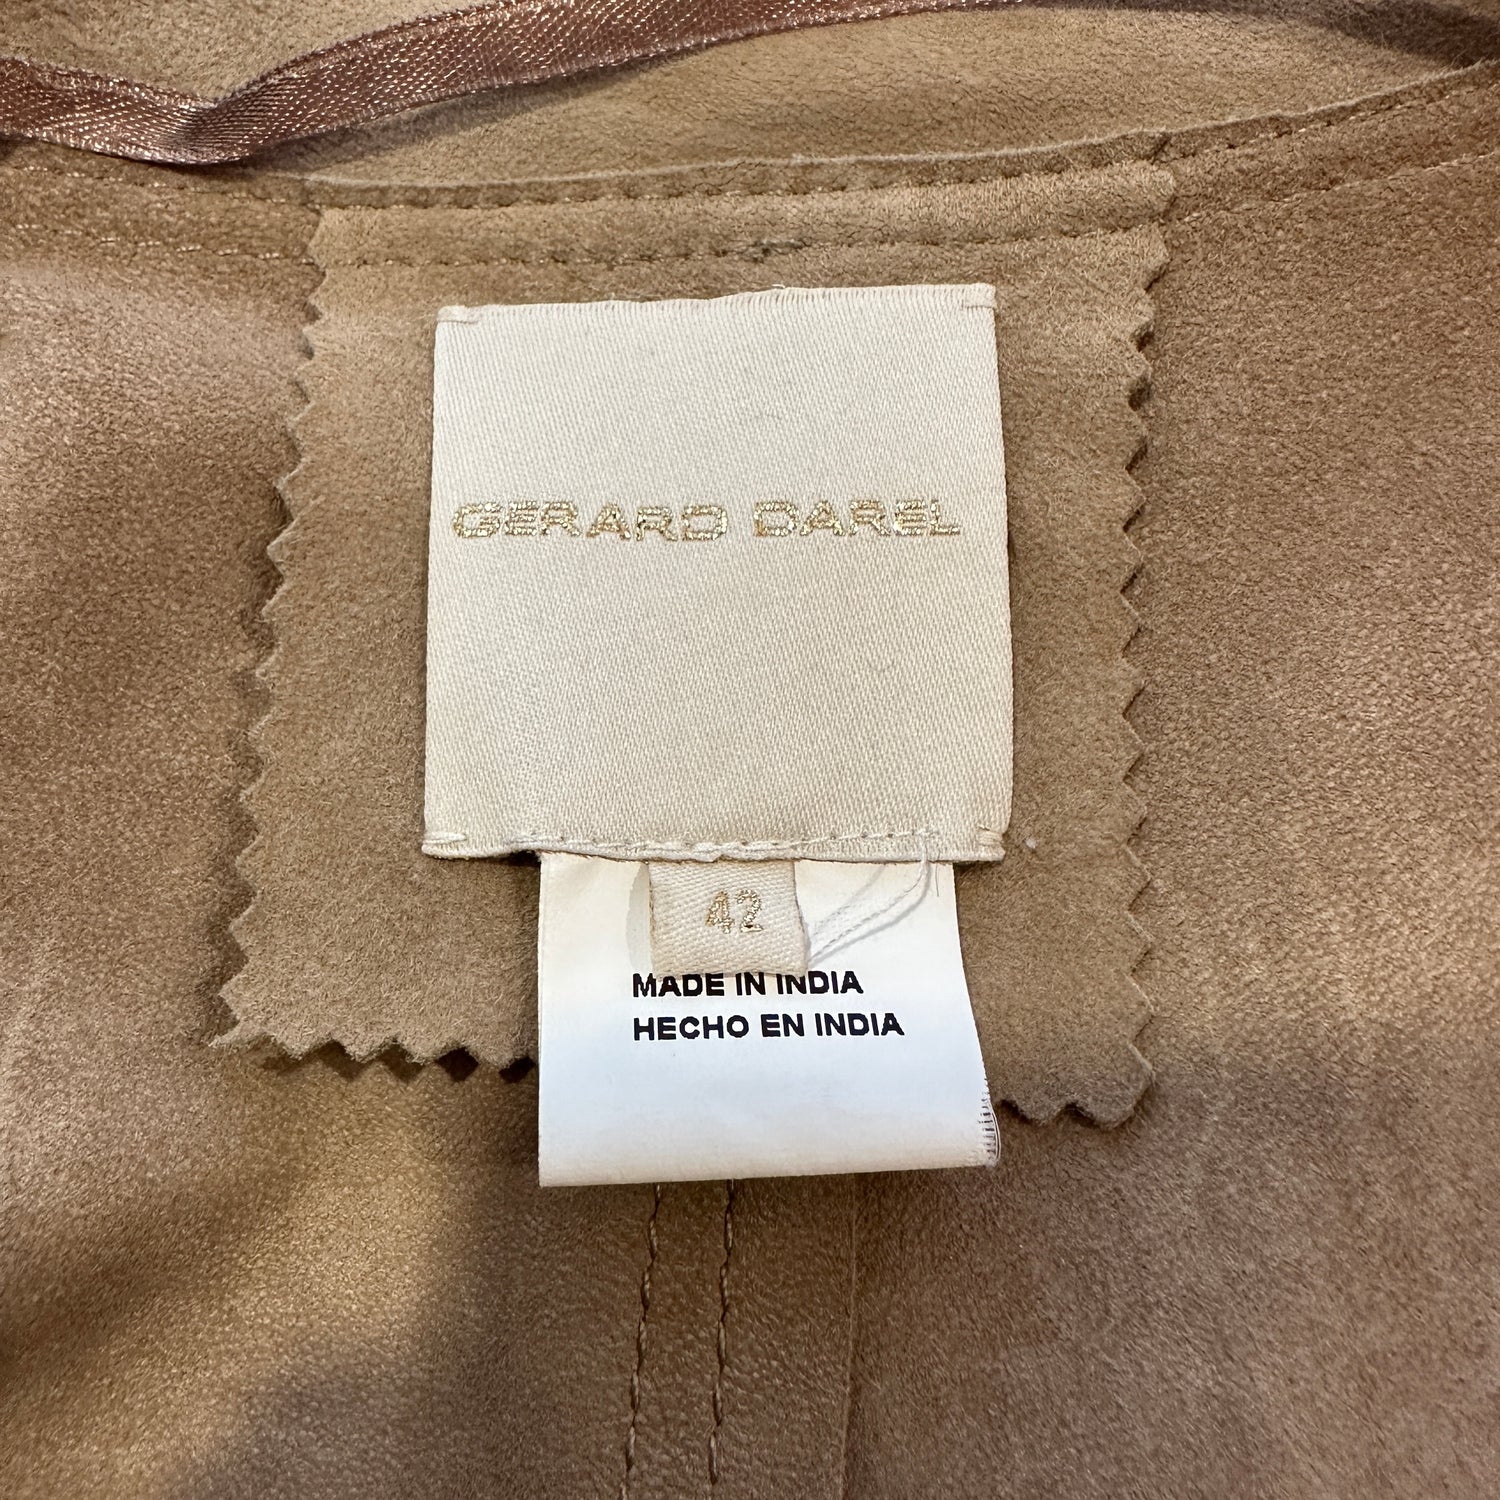 GERARD DAREL
42
MADE IN INDIA
HECHO EN INDIA